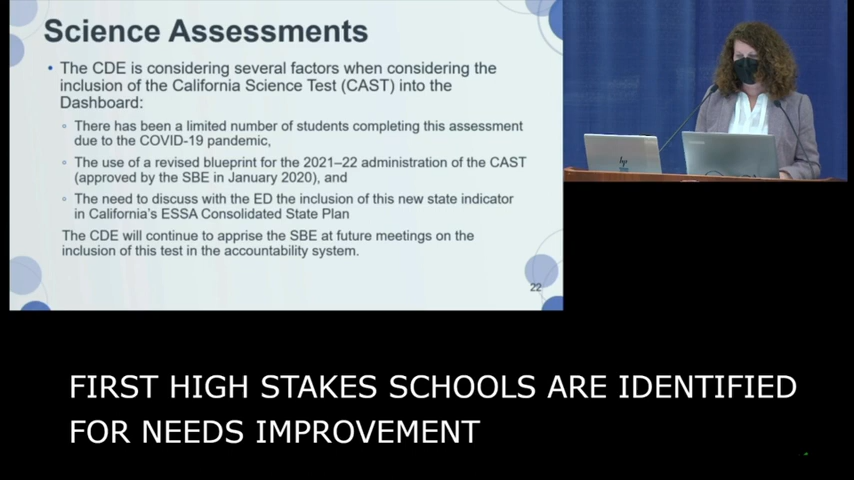 Science Assessments
• The CDE is considering several factors when considering the
inclusion of the California Science Test (CAST) into the
Dashboard:
◦ There has been a limited number of students completing this assessment
due to the COVID-19 pandemic,
◦ The use of a revised blueprint for the 2021–22 administration of the CAST
(approved by the SBE in January 2020), and
◦ The need to discuss with the ED the inclusion of this new state indicator
in California's ESSA Consolidated State Plan
The CDE will continue to apprise the SBE at future meetings on the
inclusion of this test in the accountability system.
22
hp
FIRST HIGH STAKES SCHOOLS ARE IDENTIFIED
FOR NEEDS IMPROVEMENT